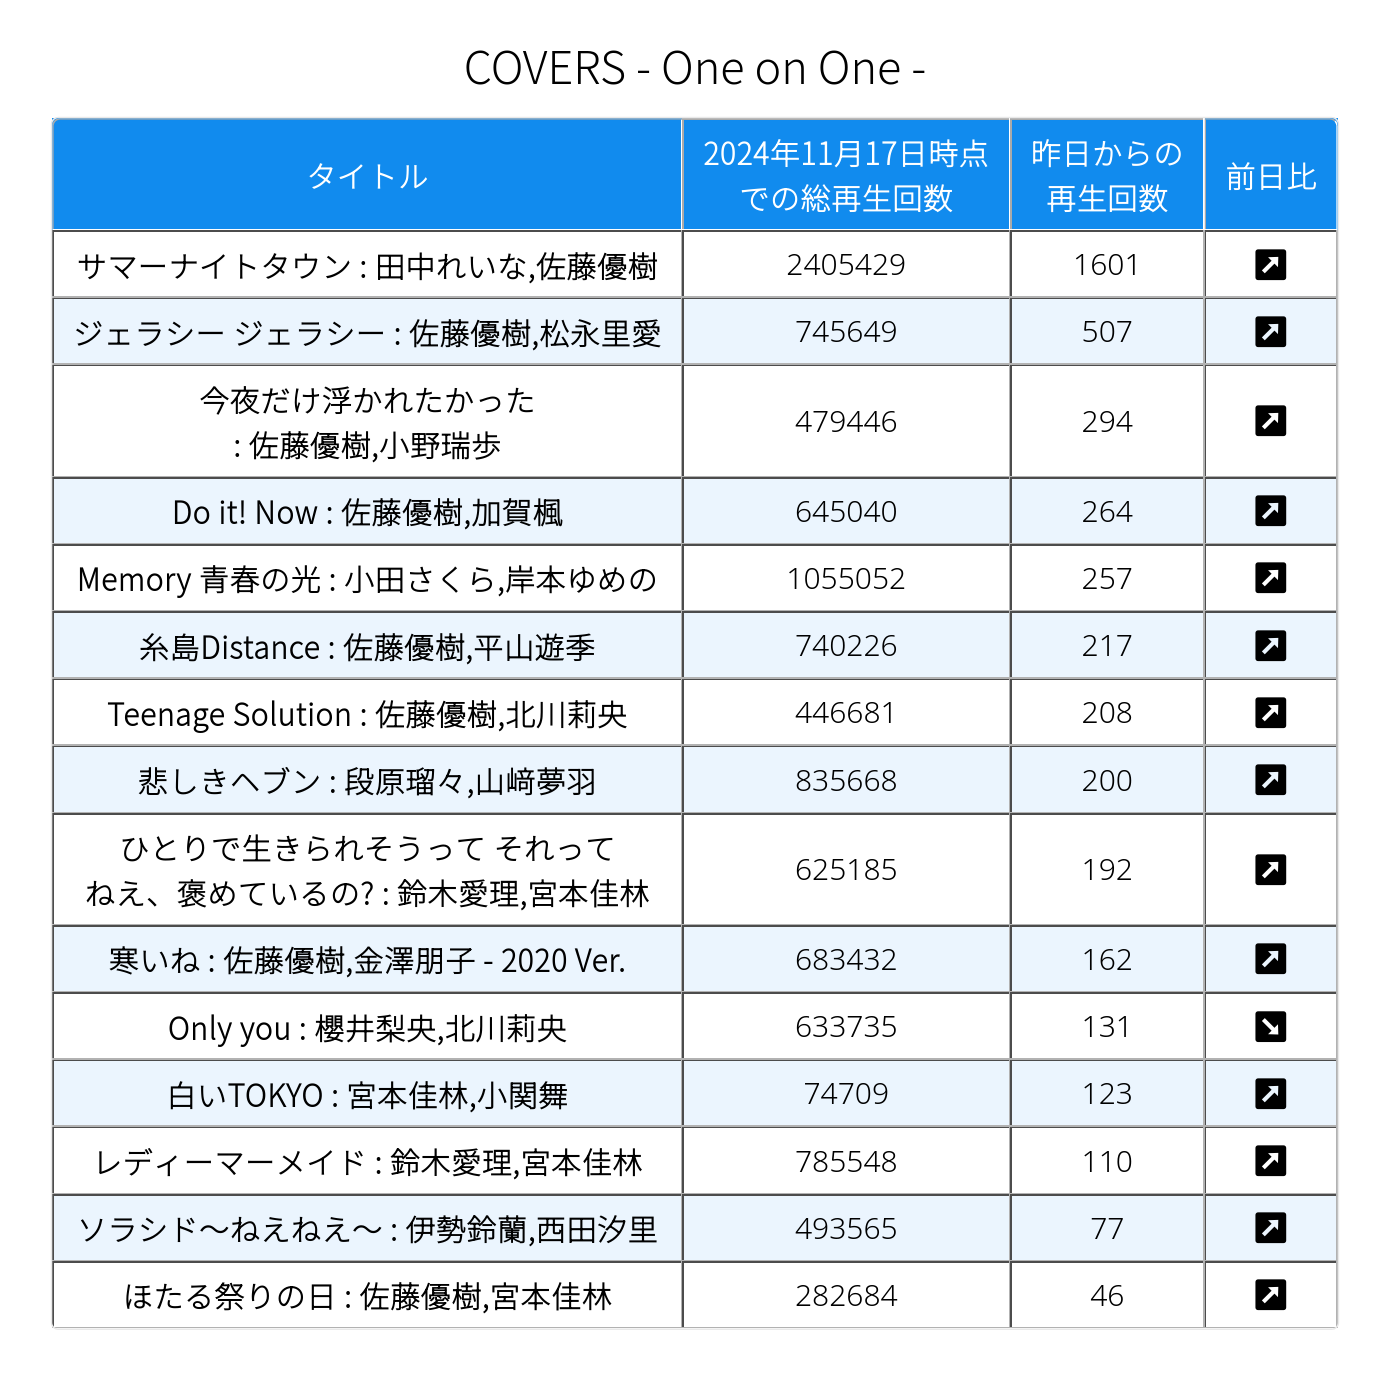 COVERS - One on One -
タイトル 2024年11月17日時点 での総再生回数 昨日からの 再生回数 前日比
サマーナイトタウン : 田中れいな,佐藤優樹 2405429 1601
ジェラシー ジェラシー : 佐藤優樹,松永里愛 745649 507
今夜だけ浮かれたかった
: 佐藤優樹,小野瑞歩 479446 294
Do it! Now : 佐藤優樹,加賀楓 645040 264
Memory 青春の光 : 小田さくら,岸本ゆめの 1055052 257
糸島Distance : 佐藤優樹,平山遊季 740226 217
Teenage Solution : 佐藤優樹,北川莉央 446681 208
悲しきヘブン : 段原瑠々,山﨑夢羽 835668 200
ひとりで生きられそうって それって
ねえ、褒めているの? : 鈴木愛理,宮本佳林 625185 192
寒いね : 佐藤優樹,金澤朋子 - 2020 Ver. 683432 162
Only you : 櫻井梨央,北川莉央 633735 131
白いTOKYO : 宮本佳林,小関舞 74709 123
レディーマーメイド : 鈴木愛理,宮本佳林 785548 110
ソラシド〜ねえねえ〜 : 伊勢鈴蘭,西田汐里 493565 77
ほたる祭りの日 : 佐藤優樹,宮本佳林 282684 46